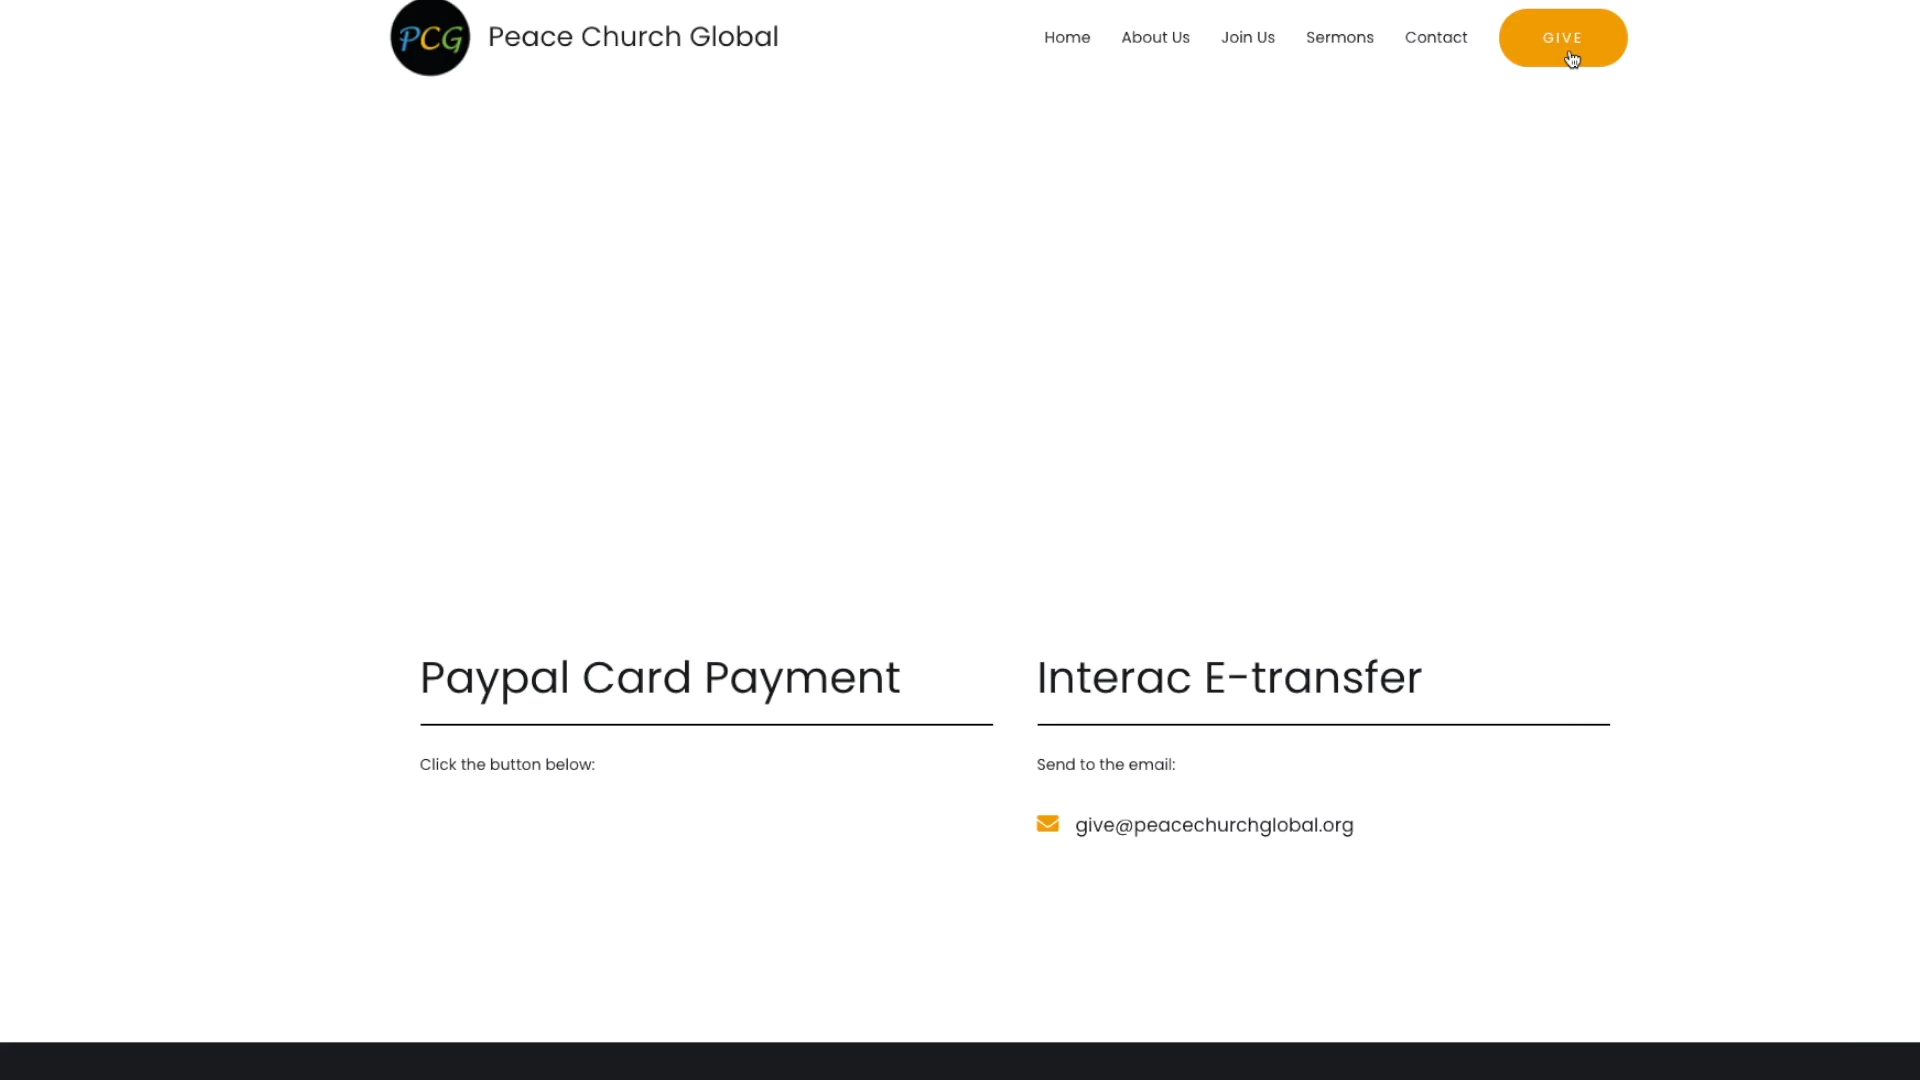 PCG
Peace Church Global
Home
About Us
Join Us
Sermons
Contact
GIVE
Paypal Card Payment
Click the button below:
Interac E-transfer
Send to the email:
give@peacechurchglobal.org